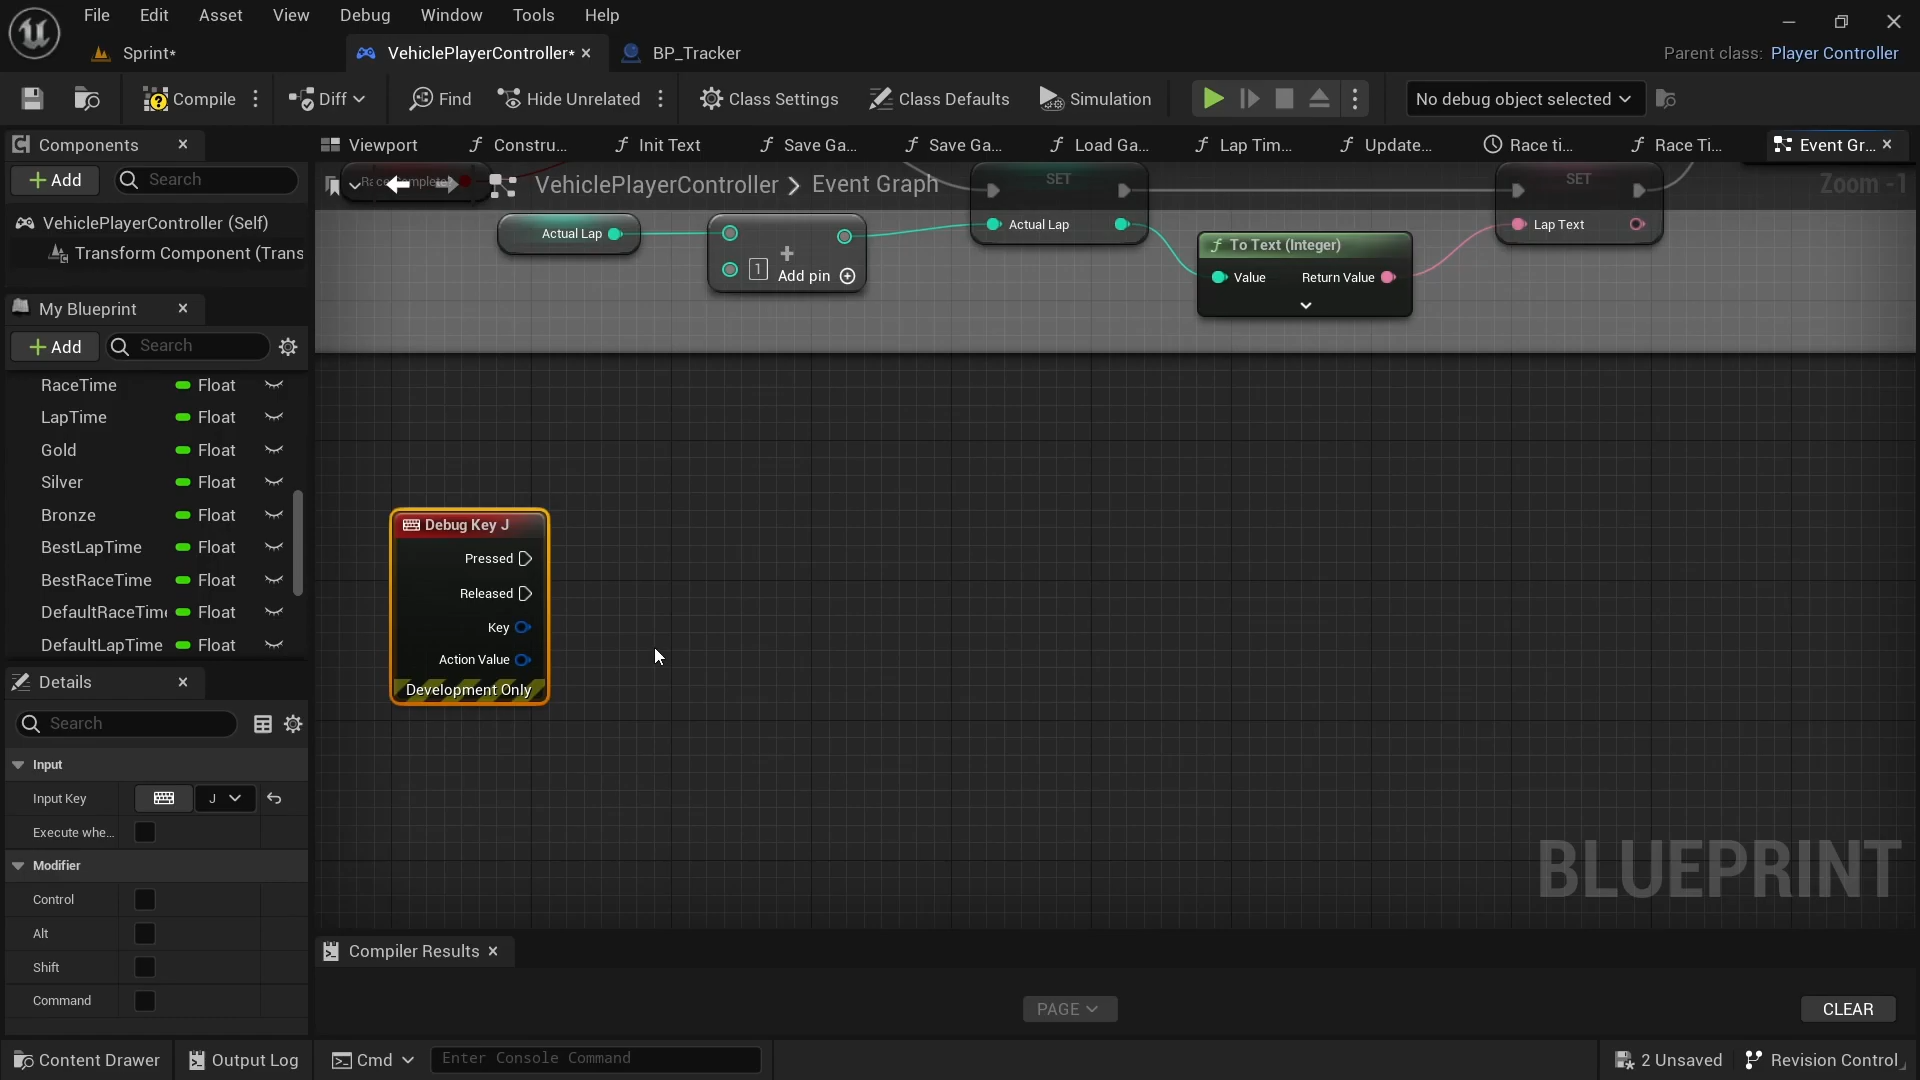 File Edit Asset View Debug Window Tools Help
Sprint* VehiclePlayerController* BP_Tracker Parent class: Player Controller
Compile Diff Find Hide Unrelated Class Settings Class Defaults Simulation No debug object selected
Components Viewport Constru... Init Text Save Ga... Save Ga... Load Ga... Lap Tim... Update... Race ti... Race Ti... Event Gr...
Add Search VehiclePlayerController Event Graph Zoom -1
VehiclePlayerController (Self)
Transform Component (Trans
SET SET
Actual Lap Actual Lap Lap Text
1 Add pin
To Text (Integer)
Value Return Value
My Blueprint
Add Search
RaceTime Float
LapTime Float
Gold Float
Silver Float
Bronze Float
BestLapTime Float
BestRaceTime Float
DefaultRaceTime Float
DefaultLapTime Float
Debug Key J
Pressed
Released
Key
Action Value
Development Only
Details
Search
Input
Input Key J
Execute whe...
Modifier
Control
Alt
Shift
Command
BLUEPRINT
Compiler Results
PAGE CLEAR
Content Drawer Output Log Cmd Enter Console Command 2 Unsaved Revision Control